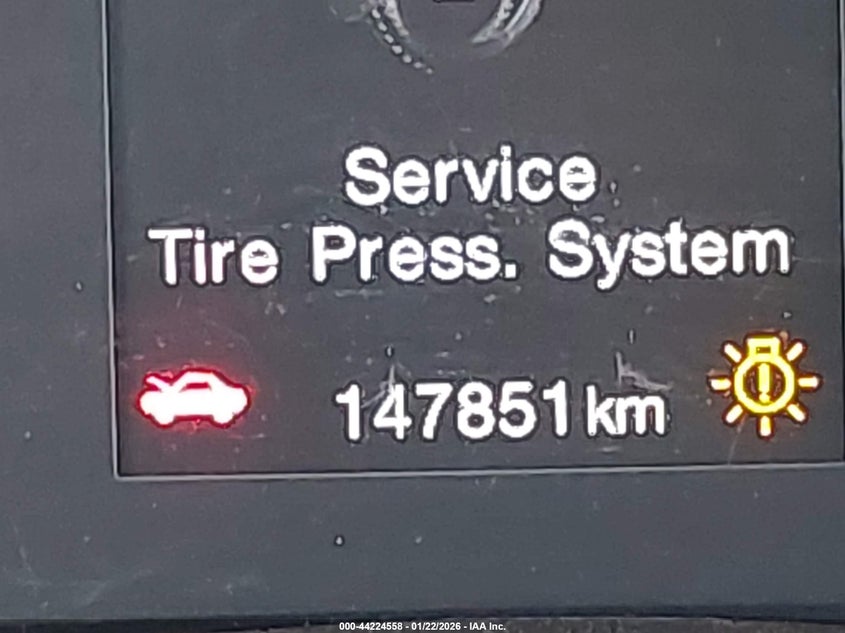 Service
Tire Press. System
147851 km
000-44224558 - 01/22/2026 - IAA Inc.